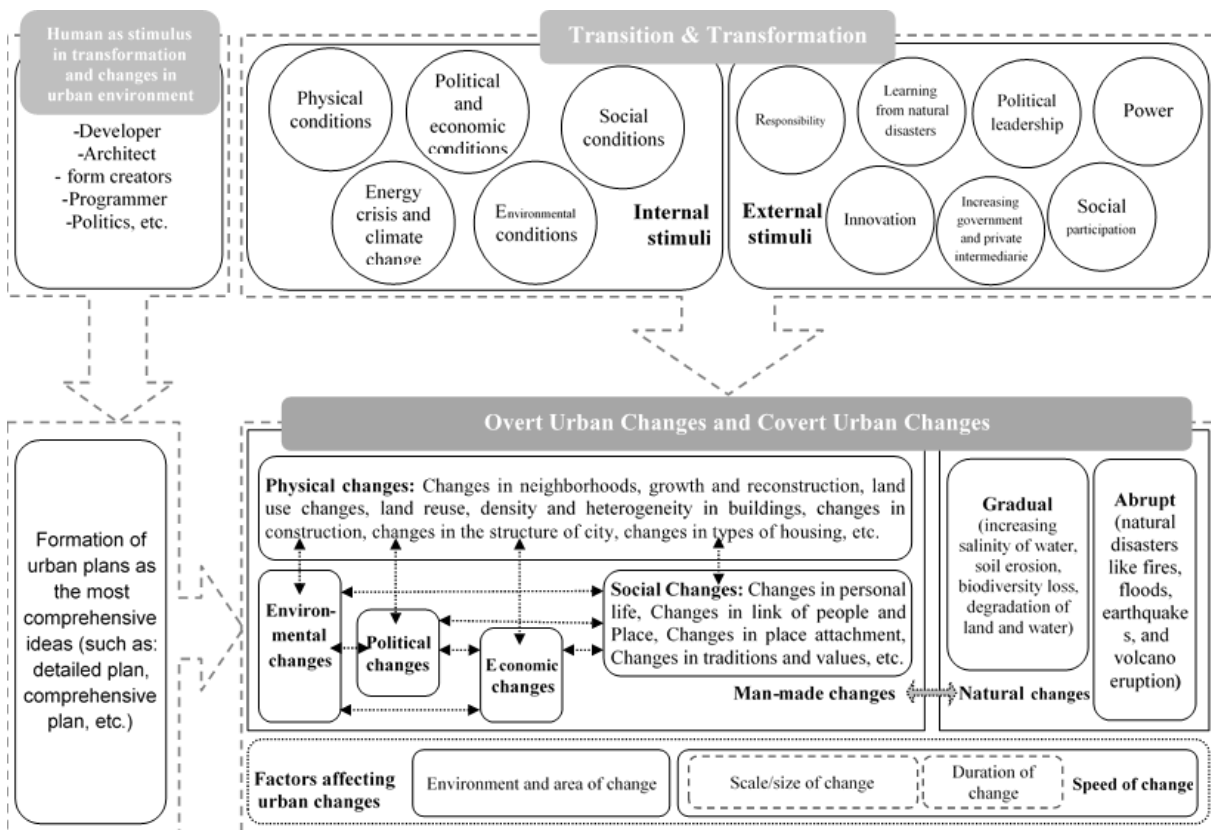 Human as stimulus
in transformation
and changes in
urban environment
-Developer
-Architect
- form creators
-Programmer
-Politics, etc.
Transition & Transformation
Physical
conditions
Political
and
economic
conditions
Social
conditions
Energy
crisis and
climate
change
Environmental
conditions
Internal
stimuli
Responsibility
Learning
from natural
disasters
Political
leadership
Power
External
stimuli
Innovation
Increasing
government
and private
intermediarie
Social
participation
Formation of
urban plans as
the most
comprehensive
ideas (such as:
detailed plan,
comprehensive
plan, etc.)
Overt Urban Changes and Covert Urban Changes
Physical changes: Changes in neighborhoods, growth and reconstruction, land
use changes, land reuse, density and heterogeneity in buildings, changes in
construction, changes in the structure of city, changes in types of housing, etc.
Environ-
mental
changes
Political
changes
Economic
changes
Social Changes: Changes in personal
life, Changes in link of people and
Place, Changes in place attachment,
Changes in traditions and values, etc.
Man-made changes
Gradual
(increasing
salinity of water,
soil erosion,
biodiversity loss,
degradation of
land and water)
Abrupt
(natural
disasters
like fires,
floods,
earthquake
s, and
volcano
eruption)
Natural changes
Factors affecting
urban changes
Environment and area of change
Scale/size of change
Duration of
change
Speed of change